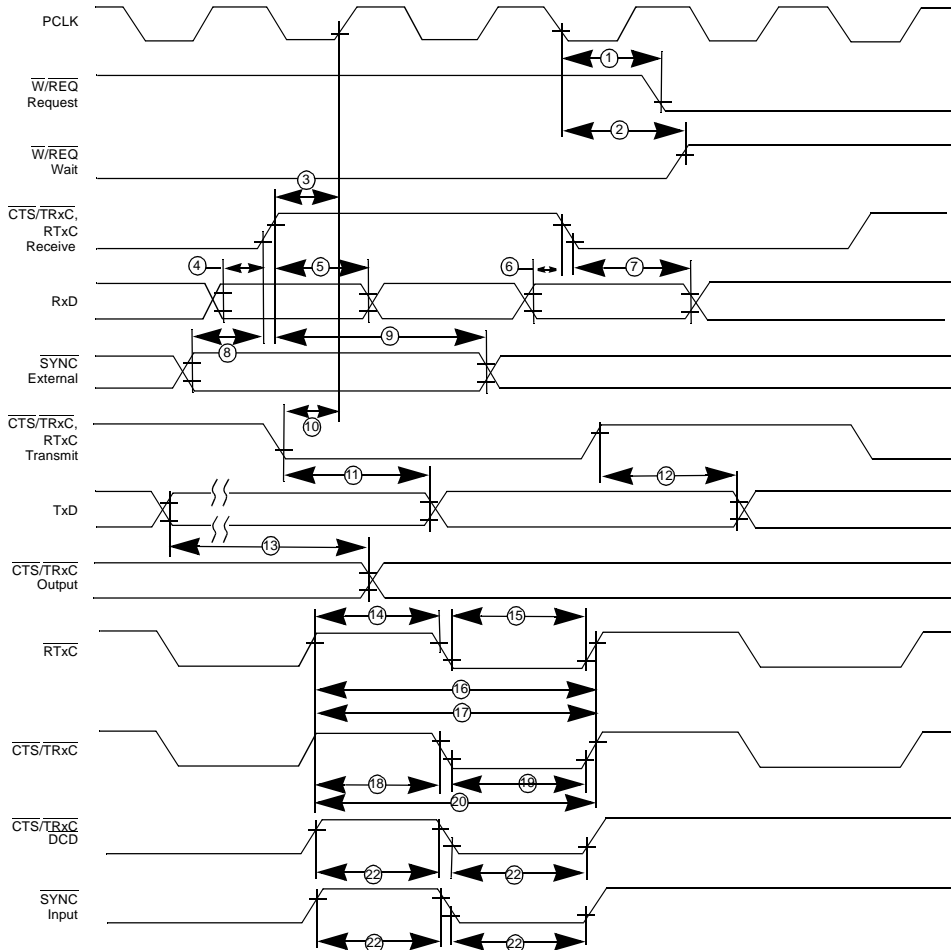 PCLK
1
W/REQ
Request
2
W/REQ
Wait
3
CTS/TRxC,
RTxC
Receive
4
5
6
7
RxD
8
9
SYNC
External
10
CTS/TRxC,
RTxC
Transmit
11
12
TxD
13
CTS/TRxC
Output
14
15
RTxC
16
17
CTS/TRxC
18
19
20
CTS/TRxC
DCD
22
22
SYNC
Input
22
22